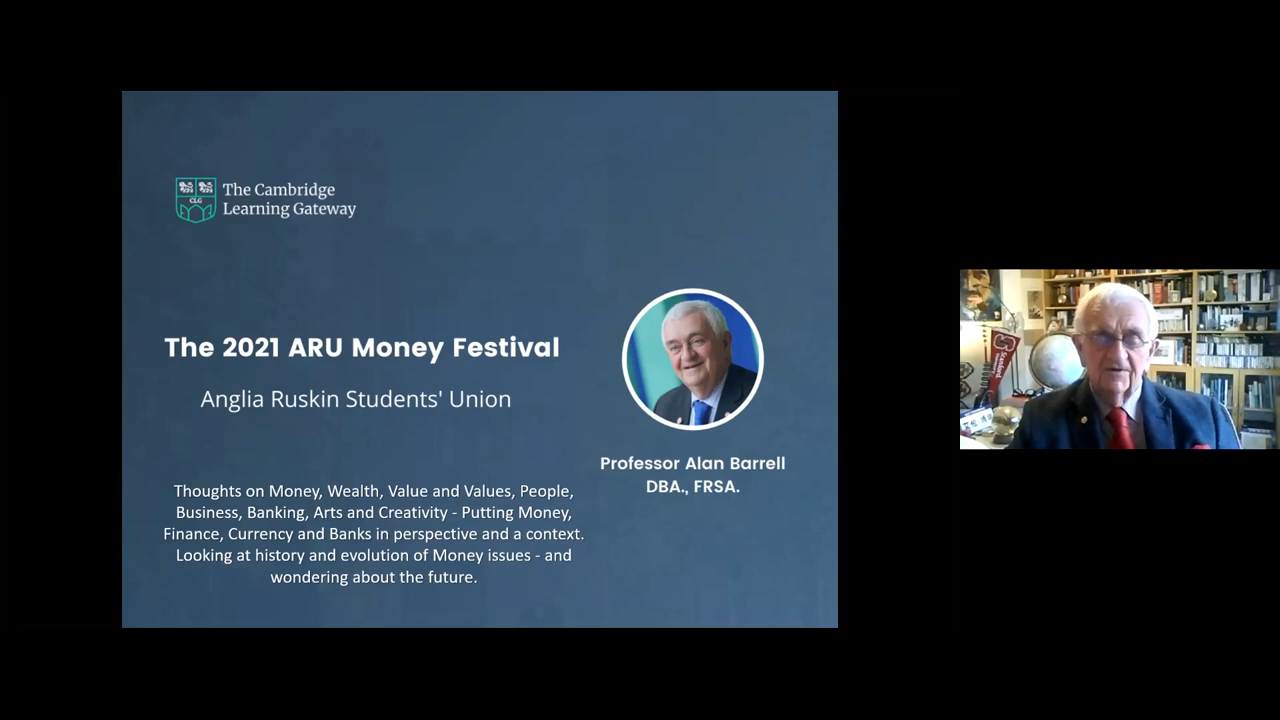 The Cambridge
Learning Gateway
CLG
The 2021 ARU Money Festival
Anglia Ruskin Students' Union
Professor Alan Barrell
DBA., FRSA.
Thoughts on Money, Wealth, Value and Values, People,
Business, Banking, Arts and Creativity - Putting Money,
Finance, Currency and Banks in perspective and a context.
Looking at history and evolution of Money issues - and
wondering about the future.
Stanford